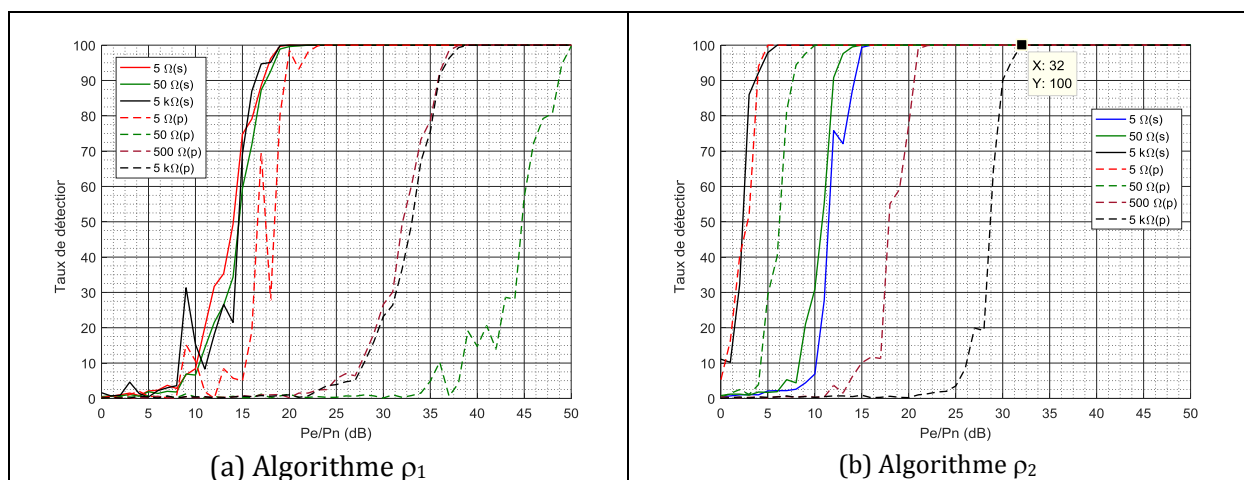 100
90
80
70
60
50
40
30
20
10
0
Taux de détectior
5 Ω(s)
50 Ω(s)
5 kΩ(s)
5 Ω(p)
50 Ω(p)
500 Ω(p)
5 kΩ(p)
0 5 10 15 20 25 30 35 40 45 50
Pe/Pn (dB)
(a) Algorithme ρ1
100
90
80
70
60
50
40
30
20
10
0
Taux de détectior
X: 32
Y: 100
5 Ω(s)
50 Ω(s)
5 kΩ(s)
5 Ω(p)
50 Ω(p)
500 Ω(p)
5 kΩ(p)
0 5 10 15 20 25 30 35 40 45 50
Pe/Pn (dB)
(b) Algorithme ρ2